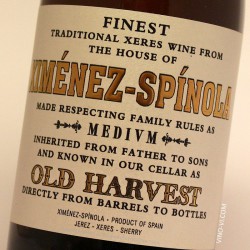 FINEST
TRADITIONAL XERES WINE FROM
THE HOUSE OF
XIMÉNEZ-SPÍNOLA
MADE RESPECTING FAMILY RULES AS
MEDIVM
INHERITED FROM FATHER TO SONS
AND KNOWN IN OUR CELLAR AS
OLD HARVEST
DIRECTLY FROM BARRELS TO BOTTLES
XIMÉNEZ-SPÍNOLA • PRODUCT OF SPAIN
JEREZ - XERES - SHERRY